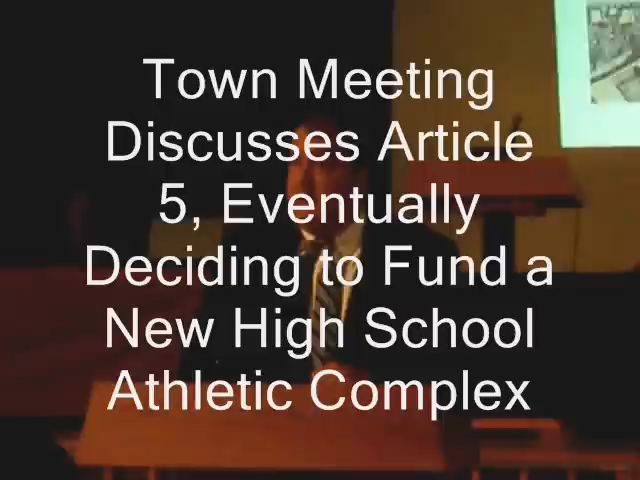 Town Meeting
Discusses Article
5, Eventually
Deciding to Fund a
New High School
Athletic Complex